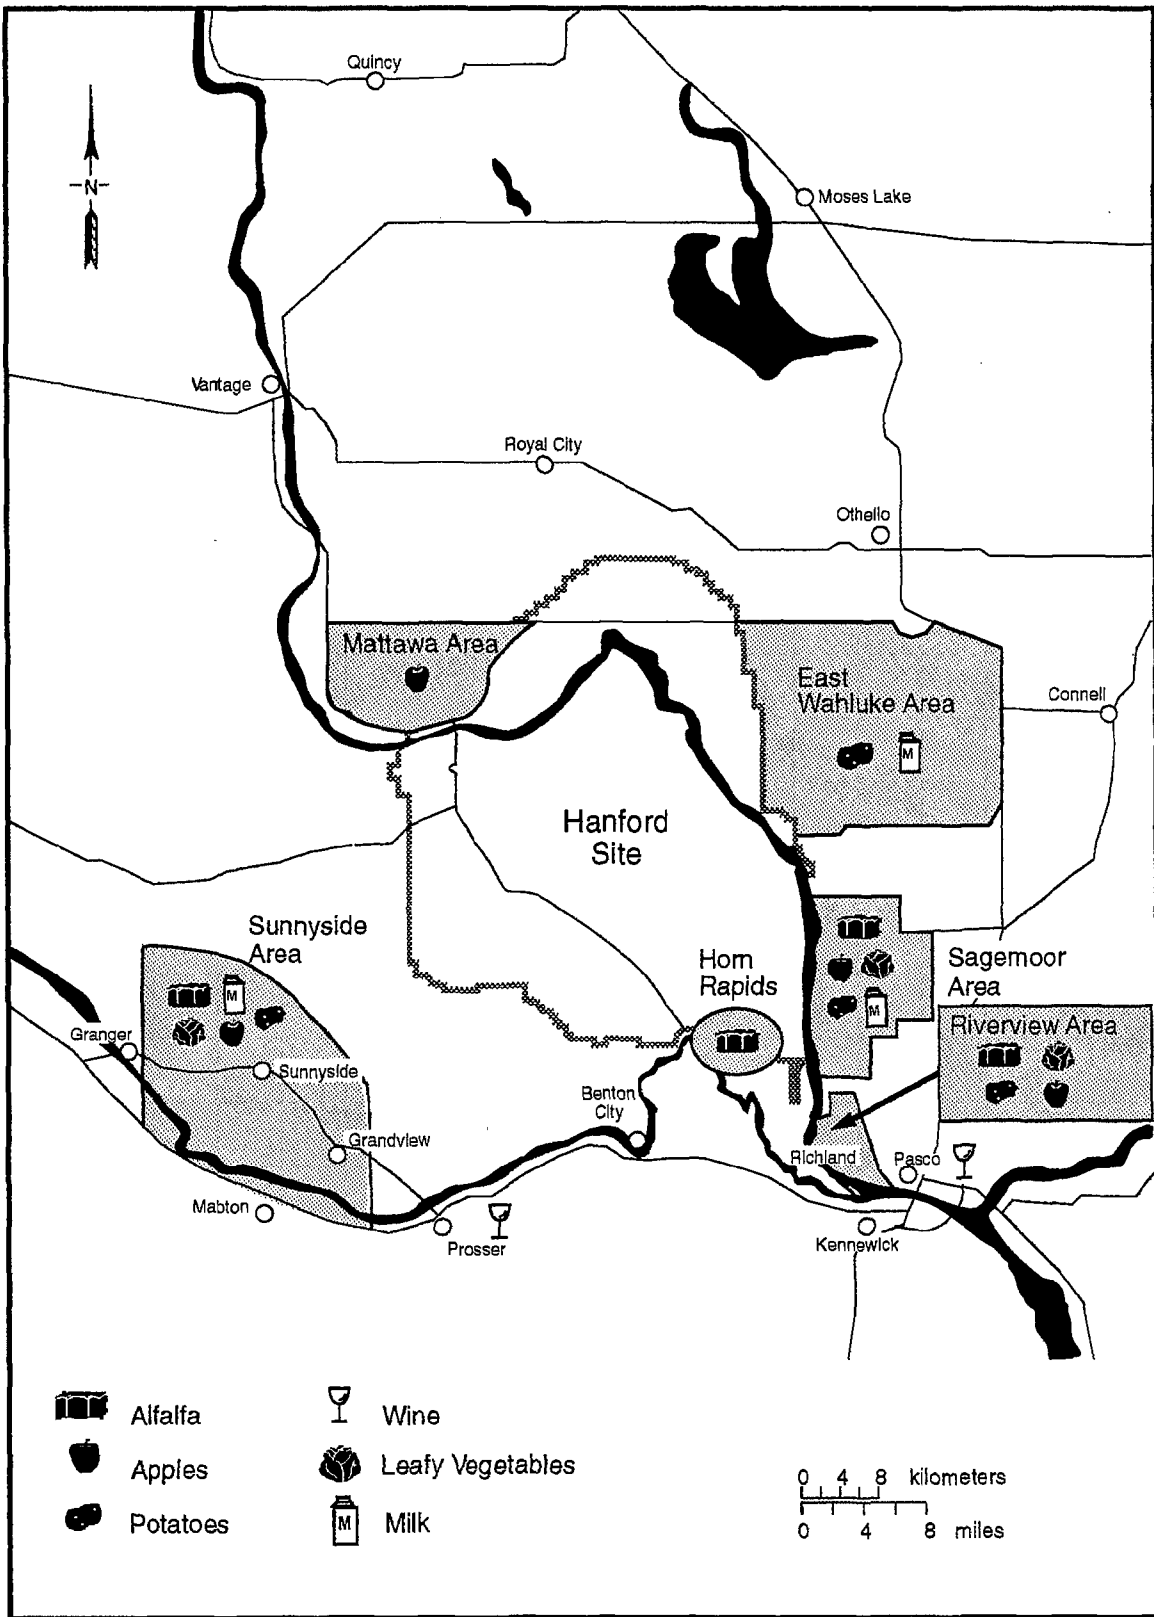 Quincy
N
Moses Lake
Vantage
Royal City
Othello
Mattawa Area
East
Wahluke Area
M
Connell
Hanford
Site
Sunnyside
Area
M
Horn
Rapids
Sagemoor
Area
M
Riverview Area
Granger
Sunnyside
Benton
City
Grandview
Richland
Pasco
Mabton
Prosser
Kennewick
Alfalfa
Wine
Apples
Leafy Vegetables
Potatoes
M
Milk
0 4 8 kilometers
0 4 8 miles